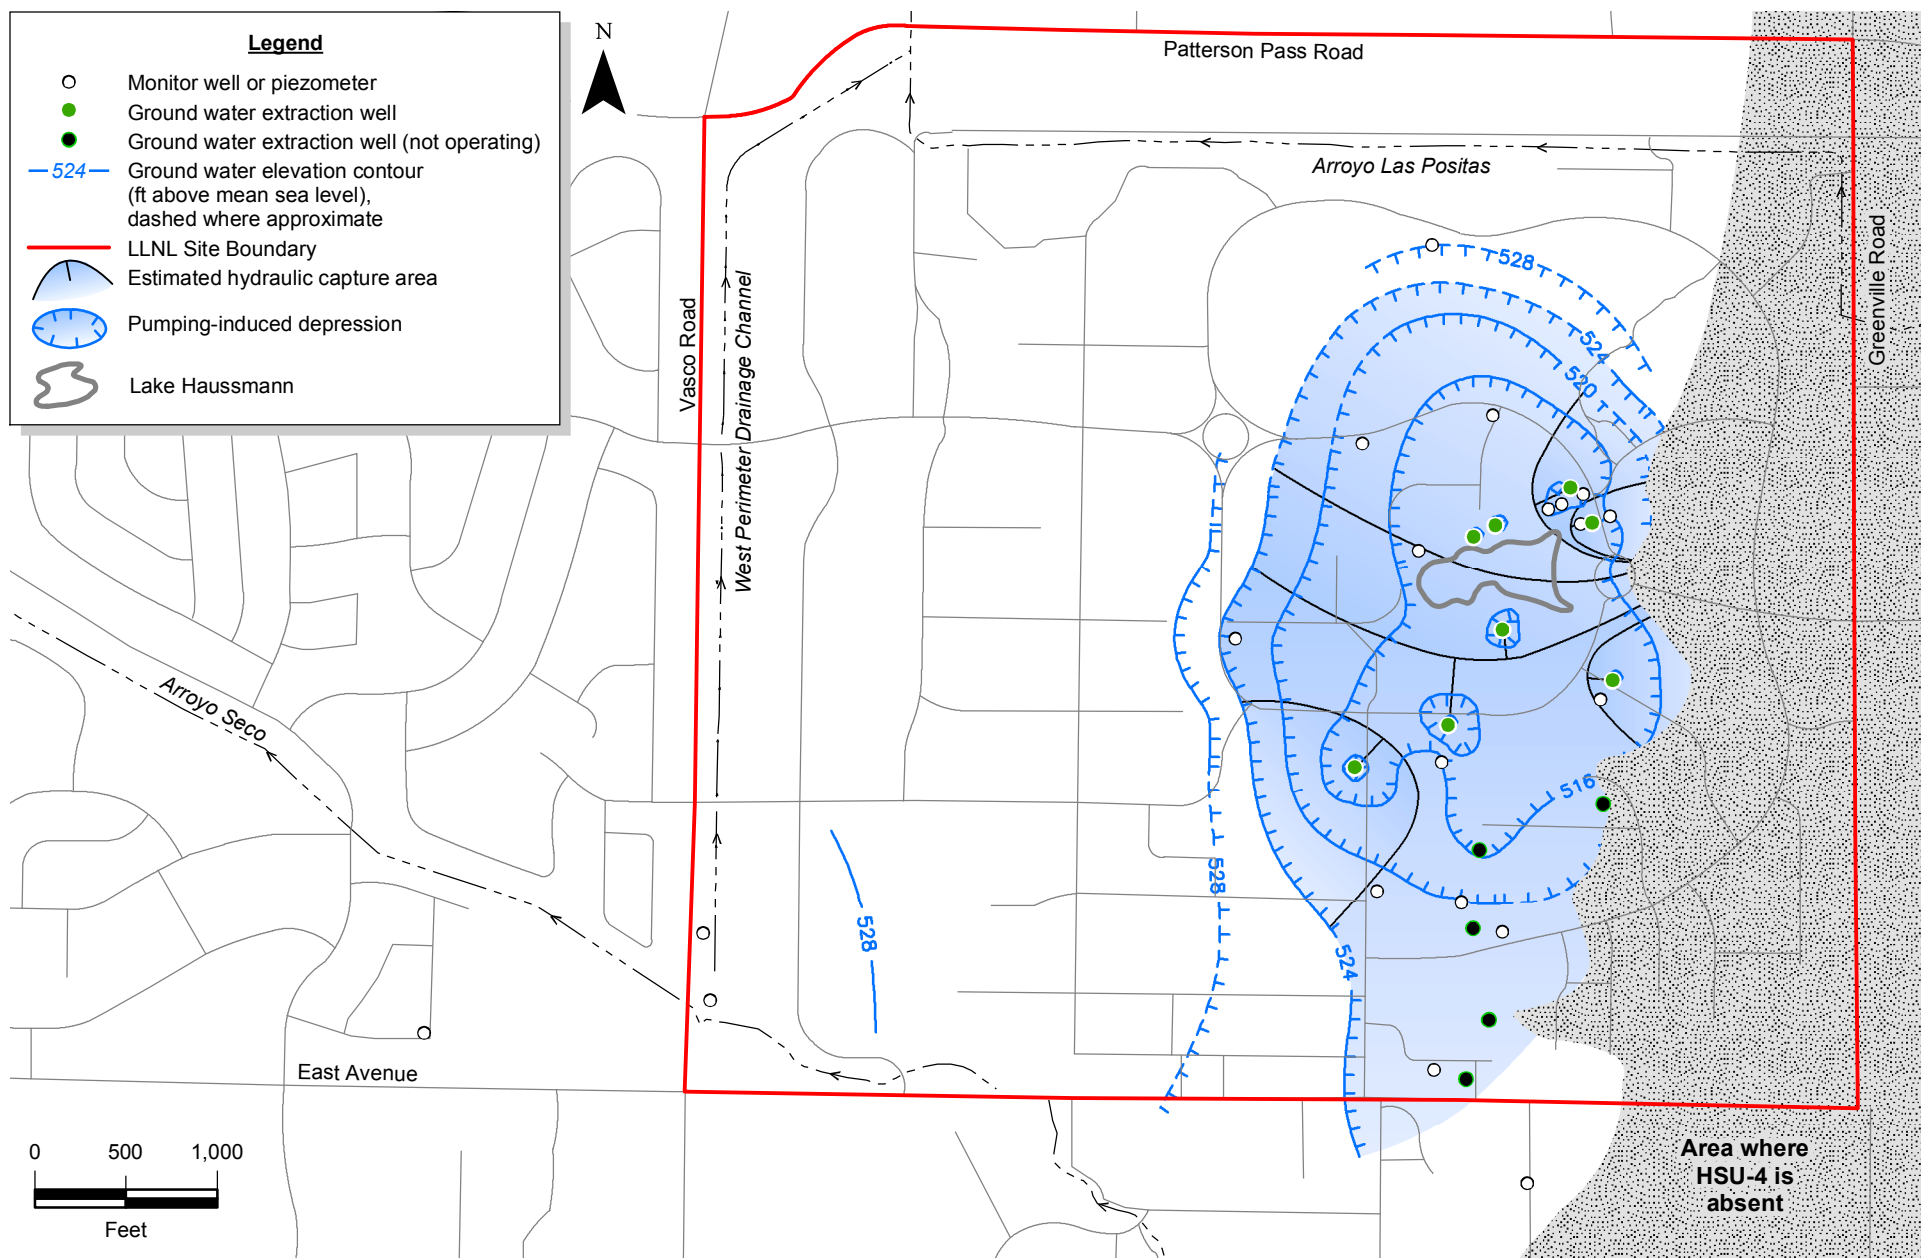 Legend
Monitor well or piezometer
Ground water extraction well
Ground water extraction well (not operating)
524
Ground water elevation contour
(ft above mean sea level),
dashed where approximate
LLNL Site Boundary
Estimated hydraulic capture area
Pumping-induced depression
Lake Haussmann
N
Patterson Pass Road
Arroyo Las Positas
Greenville Road
Vasco Road
West Perimeter Drainage Channel
528
524
520
Arroyo Seco
516
528
528
524
East Avenue
0 500 1,000
Feet
Area where
HSU-4 is
absent